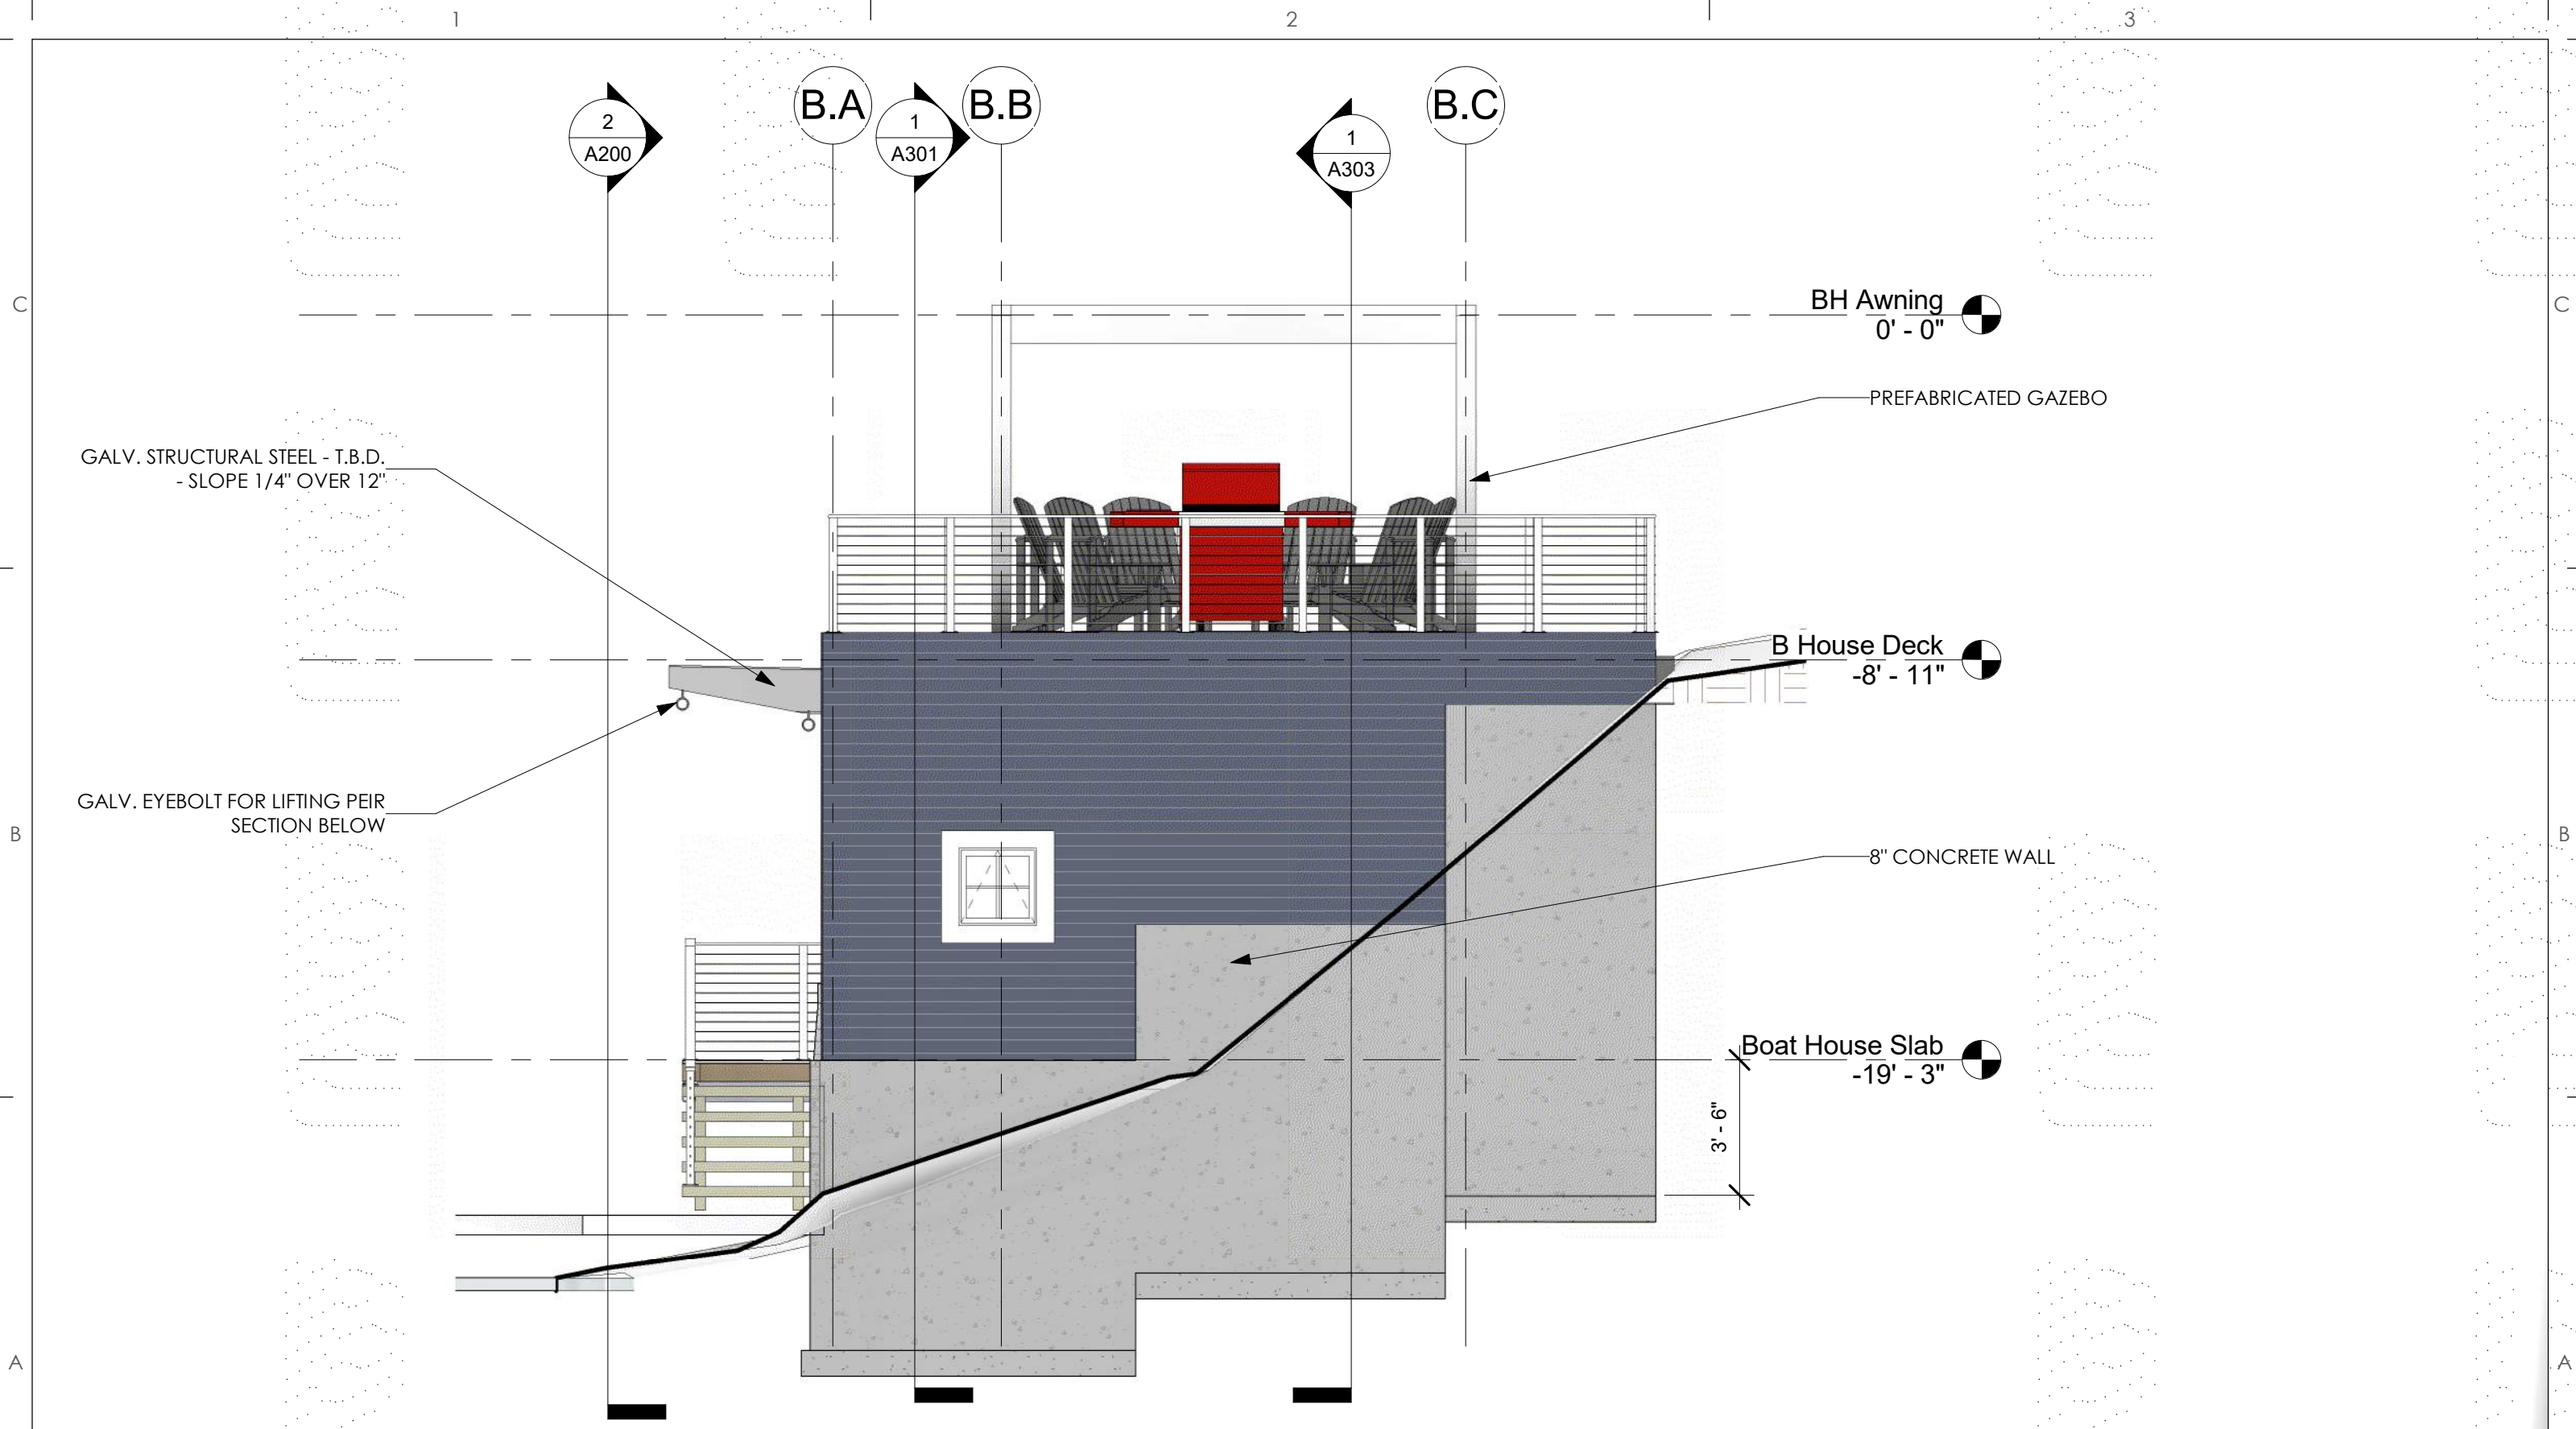 1
2
3
2
A200
B.A
1
A301
B.B
1
A303
B.C
C
C
BH Awning
0' - 0"
PREFABRICATED GAZEBO
GALV. STRUCTURAL STEEL - T.B.D.
- SLOPE 1/4" OVER 12"
B House Deck
-8' - 11"
GALV. EYEBOLT FOR LIFTING PEIR
SECTION BELOW
B
B
8" CONCRETE WALL
Boat House Slab
-19' - 3"
3' - 6"
A
A